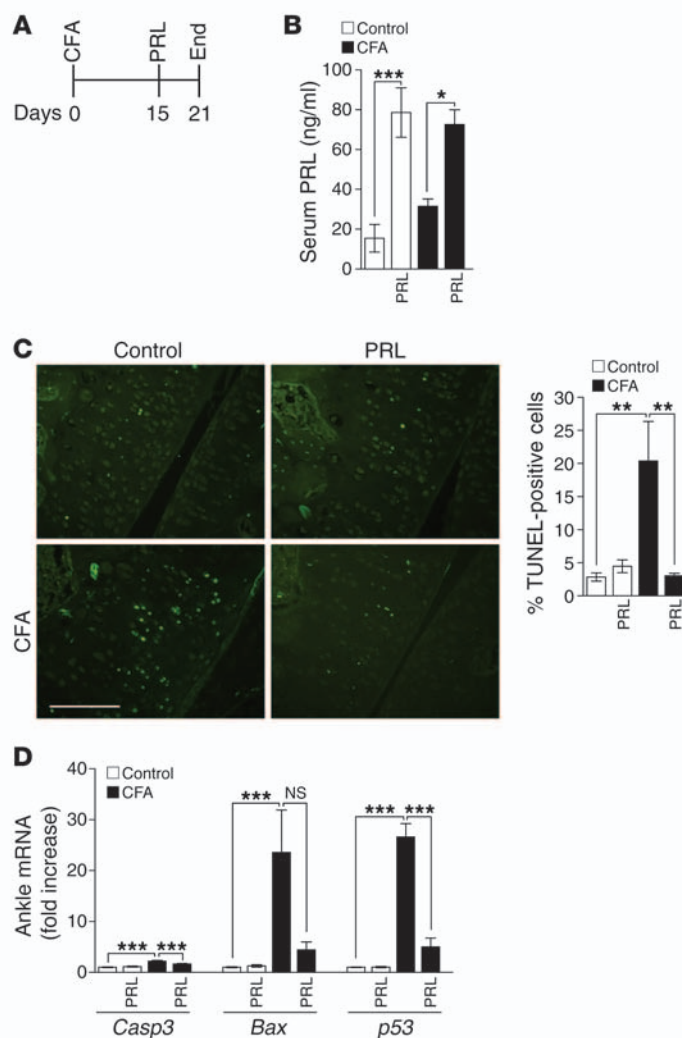 A
CFA
PRL
End
Days 0
15
21
B
Control
CFA
Serum PRL (ng/ml)
100
80
60
40
20
0
***
*
PRL
PRL
C
Control
PRL
CFA
Control
CFA
% TUNEL-positive cells
30
25
20
15
10
5
0
**
**
PRL
PRL
D
Control
CFA
Ankle mRNA
(fold increase)
40
30
20
10
0
***
***
***
NS
***
***
PRL
PRL
PRL
PRL
PRL
PRL
Casp3
Bax
p53